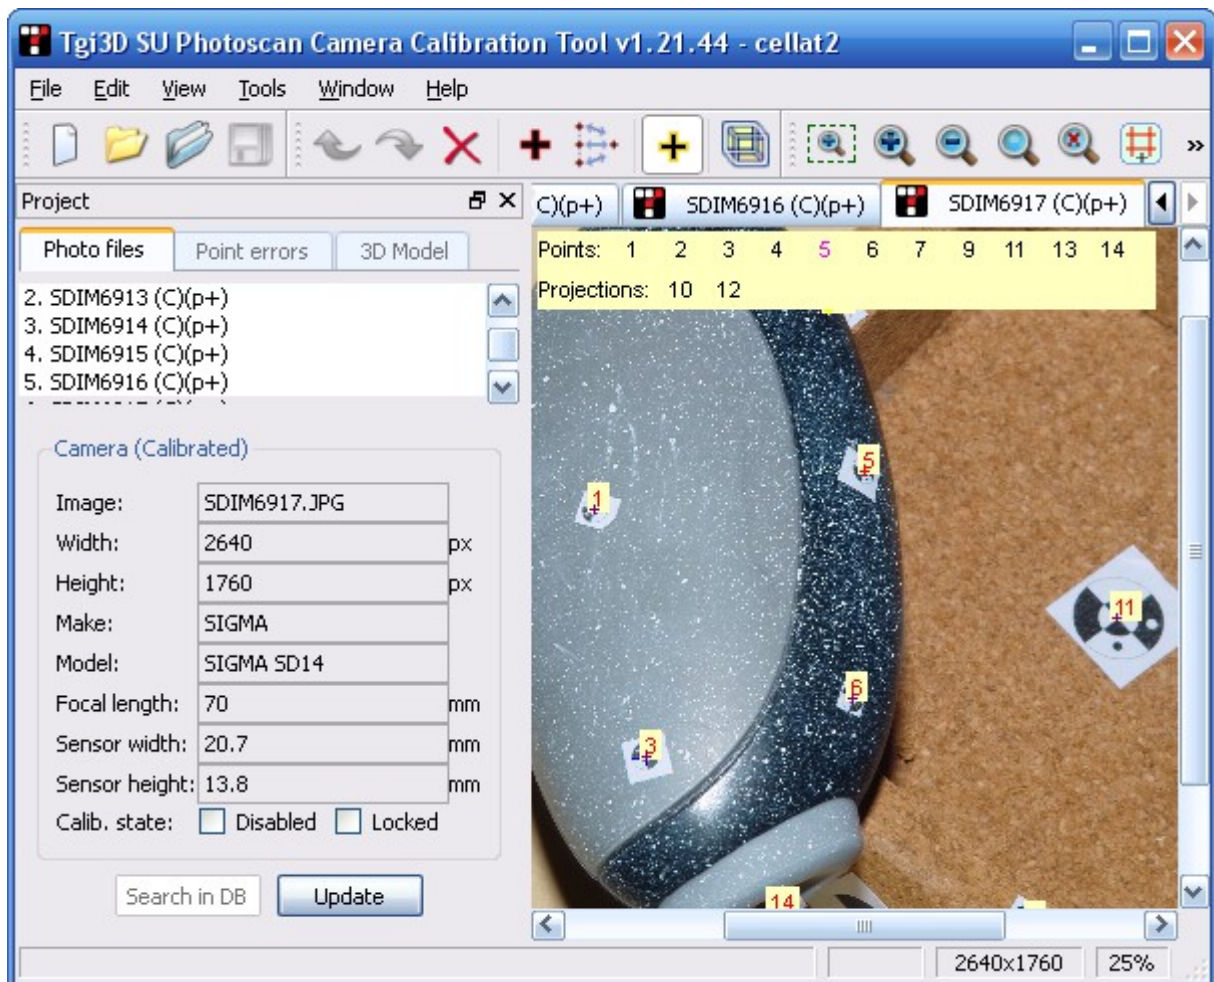 Tgi3D SU Photoscan Camera Calibration Tool v1.21.44 - cellat2
File Edit View Tools Window Help
»
Project
C)(p+) SDIM6916 (C)(p+) SDIM6917 (C)(p+)
Photo files Point errors 3D Model
2. SDIM6913 (C)(p+)
3. SDIM6914 (C)(p+)
4. SDIM6915 (C)(p+)
5. SDIM6916 (C)(p+)
Camera (Calibrated)
Image: SDIM6917.JPG
Width: 2640 px
Height: 1760 px
Make: SIGMA
Model: SIGMA SD14
Focal length: 70 mm
Sensor width: 20.7 mm
Sensor height: 13.8 mm
Calib. state: Disabled Locked
Search in DB Update
Points: 1 2 3 4 5 6 7 9 11 13 14
Projections: 10 12
5
1
11
6
3
14
2640x1760 25%